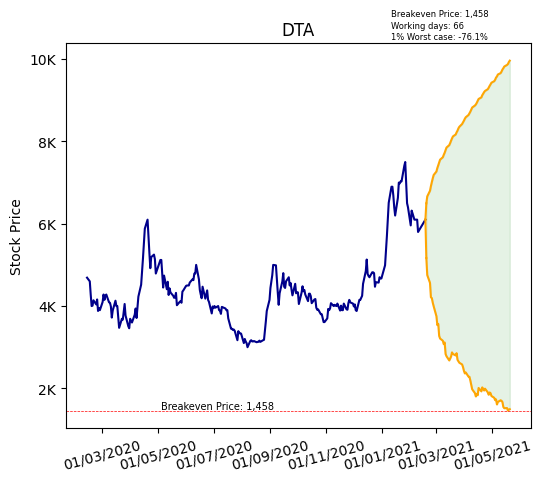 Breakeven Price: 1,458
Working days: 66
1% Worst case: -76.1%
DTA
Stock Price
10K
8K
6K
4K
2K
Breakeven Price: 1,458
01/03/2020
01/05/2020
01/07/2020
01/09/2020
01/11/2020
01/01/2021
01/03/2021
01/05/2021